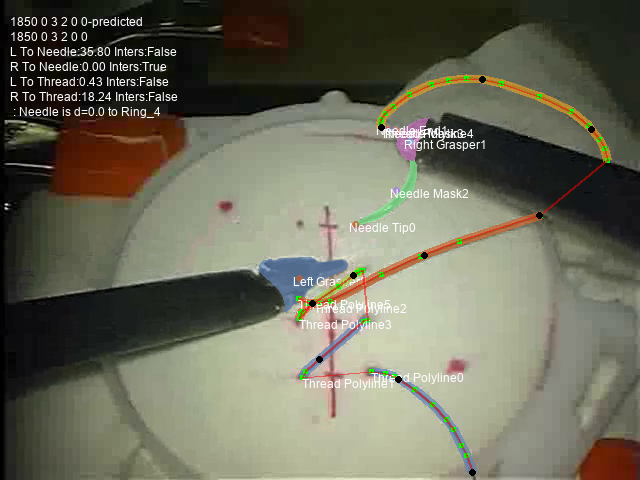 1850 0 3 2 0 0-predicted
1850 0 3 2 0 0
L To Needle:35.80 Inters:False
R To Needle:0.00 Inters:True
L To Thread:0.43 Inters:False
R To Thread:18.24 Inters:False
: Needle is d=0.0 to Ring_4
Right Grasper1
Needle Mask2
Needle Tip0
Left Grasper
Thread Polyline5
Thread Polyline2
Thread Polyline3
Thread Polyline1
Thread Polyline0